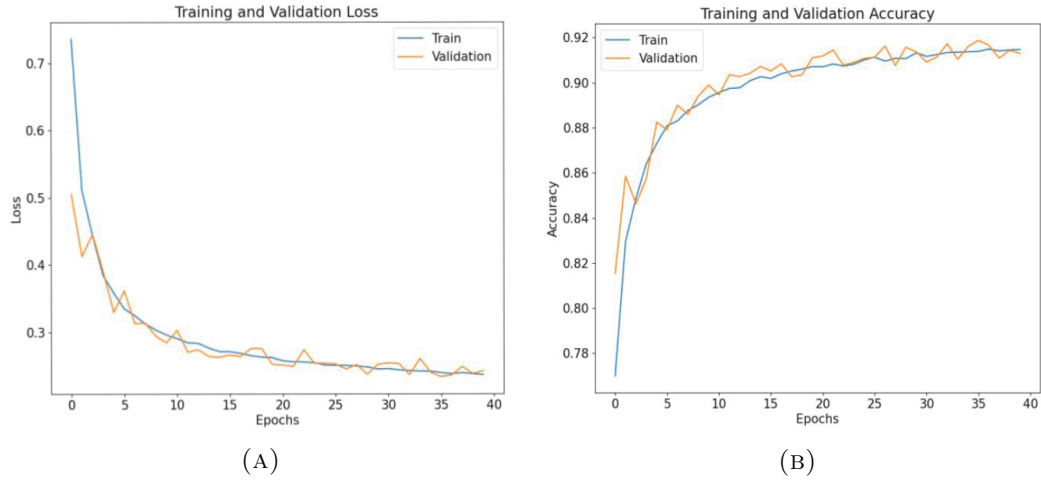 Training and Validation Loss
Train
Validation
0.7
0.6
0.5
0.4
0.3
Loss
0 5 10 15 20 25 30 35 40
Epochs
(A)
Training and Validation Accuracy
Train
Validation
0.92
0.90
0.88
0.86
0.84
0.82
0.80
0.78
Accuracy
0 5 10 15 20 25 30 35 40
Epochs
(B)